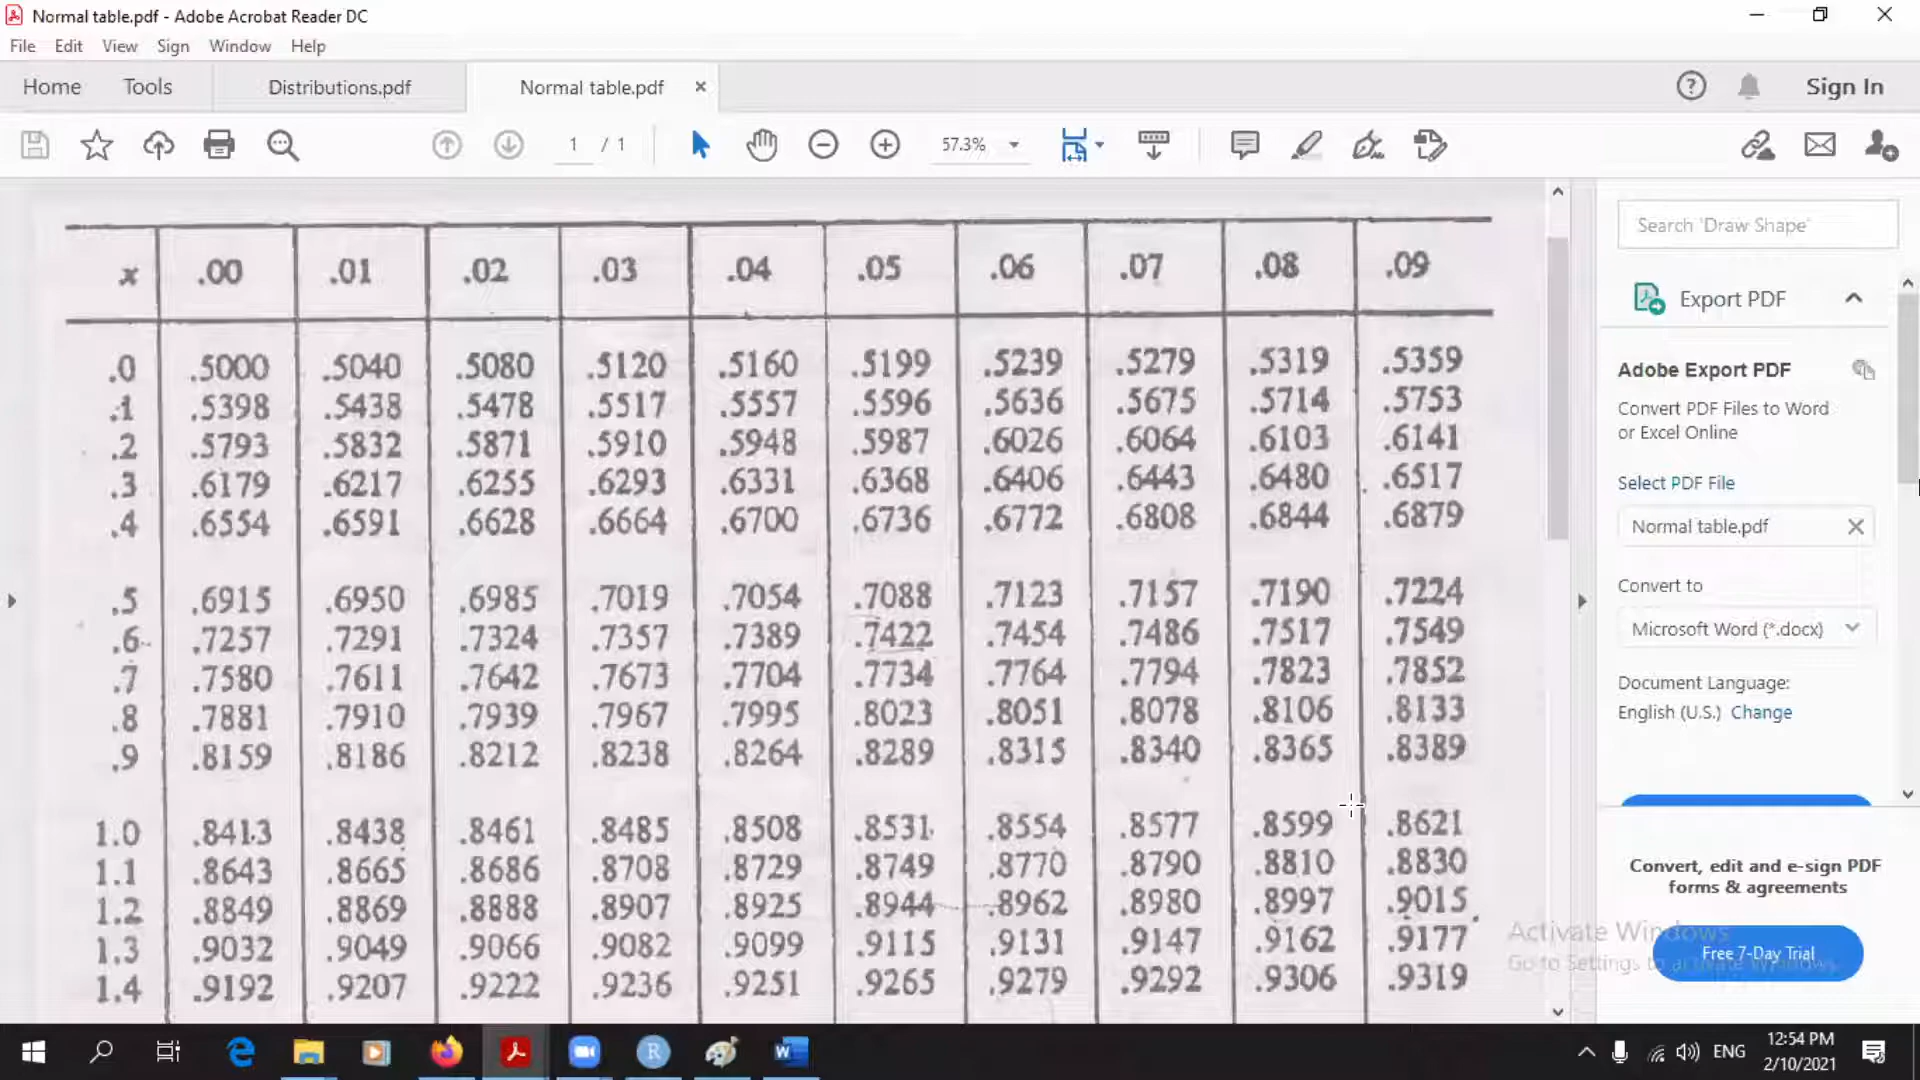 Normal table.pdf - Adobe Acrobat Reader DC
File Edit View Sign Window Help
Home Tools Distributions.pdf Normal table.pdf × Sign In
1 / 1 57.3%
x .00 .01 .02 .03 .04 .05 .06 .07 .08 .09
.0 .5000 .5040 .5080 .5120 .5160 .5199 .5239 .5279 .5319 .5359
.1 .5398 .5438 .5478 .5517 .5557 .5596 .5636 .5675 .5714 .5753
.2 .5793 .5832 .5871 .5910 .5948 .5987 .6026 .6064 .6103 .6141
.3 .6179 .6217 .6255 .6293 .6331 .6368 .6406 .6443 .6480 .6517
.4 .6554 .6591 .6628 .6664 .6700 .6736 .6772 .6808 .6844 .6879
.5 .6915 .6950 .6985 .7019 .7054 .7088 .7123 .7157 .7190 .7224
.6 .7257 .7291 .7324 .7357 .7389 .7422 .7454 .7486 .7517 .7549
.7 .7580 .7611 .7642 .7673 .7704 .7734 .7764 .7794 .7823 .7852
.8 .7881 .7910 .7939 .7967 .7995 .8023 .8051 .8078 .8106 .8133
.9 .8159 .8186 .8212 .8238 .8264 .8289 .8315 .8340 .8365 .8389
1.0 .8413 .8438 .8461 .8485 .8508 .8531 .8554 .8577 .8599 .8621
1.1 .8643 .8665 .8686 .8708 .8729 .8749 .8770 .8790 .8810 .8830
1.2 .8849 .8869 .8888 .8907 .8925 .8944 .8962 .8980 .8997 .9015
1.3 .9032 .9049 .9066 .9082 .9099 .9115 .9131 .9147 .9162 .9177
1.4 .9192 .9207 .9222 .9236 .9251 .9265 .9279 .9292 .9306 .9319
Search 'Draw Shape'
Export PDF
Adobe Export PDF
Convert PDF Files to Word
or Excel Online
Select PDF File
Normal table.pdf
Convert to
Microsoft Word (*.docx)
Document Language:
English (U.S.) Change
Convert, edit and e-sign PDF
forms & agreements
Activate Windows
Go to Settings to activate Windows.
Free 7-Day Trial
ENG
12:54 PM
2/10/2021